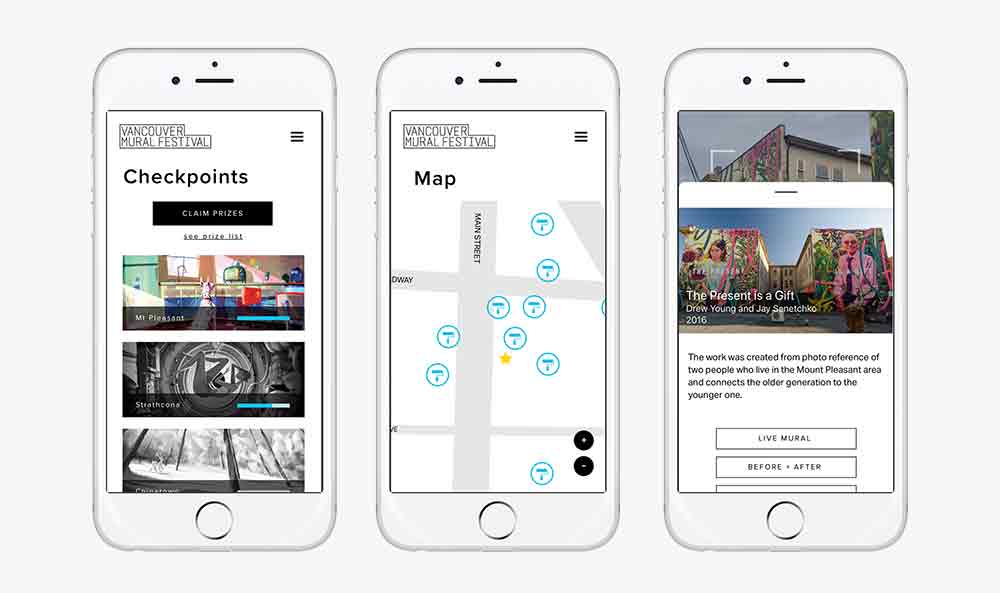 VANCOUVER
MURAL FESTIVAL
Checkpoints
CLAIM PRIZES
see prize list
Mt Pleasant
Strathcona
Chinatown
VANCOUVER
MURAL FESTIVAL
Map
MAIN STREET
DWAY
VE
+
-
THE PRESENT
The Present is a Gift
Drew Young and Jay Senetchko
2016
The work was created from photo reference of
two people who live in the Mount Pleasant area
and connects the older generation to the
younger one.
LIVE MURAL
BEFORE + AFTER